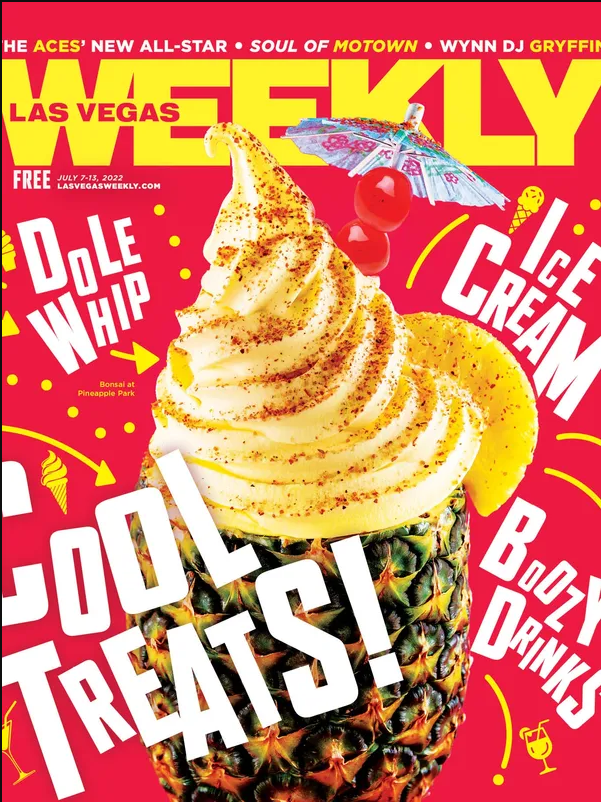 THE ACES' NEW ALL-STAR • SOUL OF MOTOWN • WYNN DJ GRYFFIN
WEEKLY
LAS VEGAS
FREE
JULY 7-13, 2022
LASVEGASWEEKLY.COM
DOLE
WHIP
ICE
CREAM
Bonsai at
Pineapple Park
COOL
TREATS!
BOOZY
DRINKS